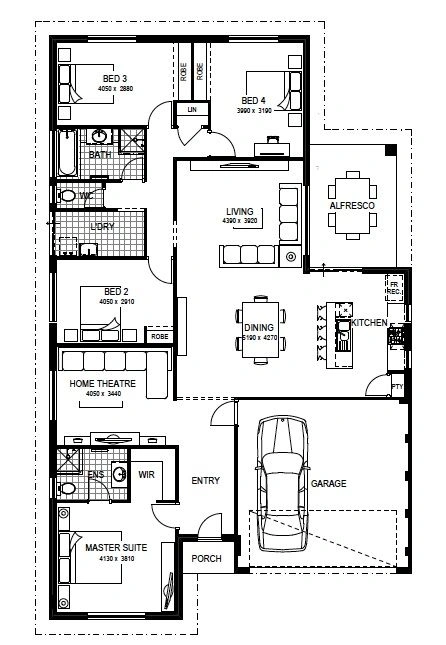 BED 3
4050 x 2880
ROBE
ROBE
BED 4
3990 x 3190
LIN
BATH
WC
L'DRY
LIVING
4390 x 3920
ALFRESCO
BED 2
4050 x 2910
ROBE
DINING
5190 x 4270
KITCHEN
FR
REC.
PTY
HOME THEATRE
4050 x 3440
ENS
WIR
ENTRY
GARAGE
MASTER SUITE
4130 x 3810
PORCH